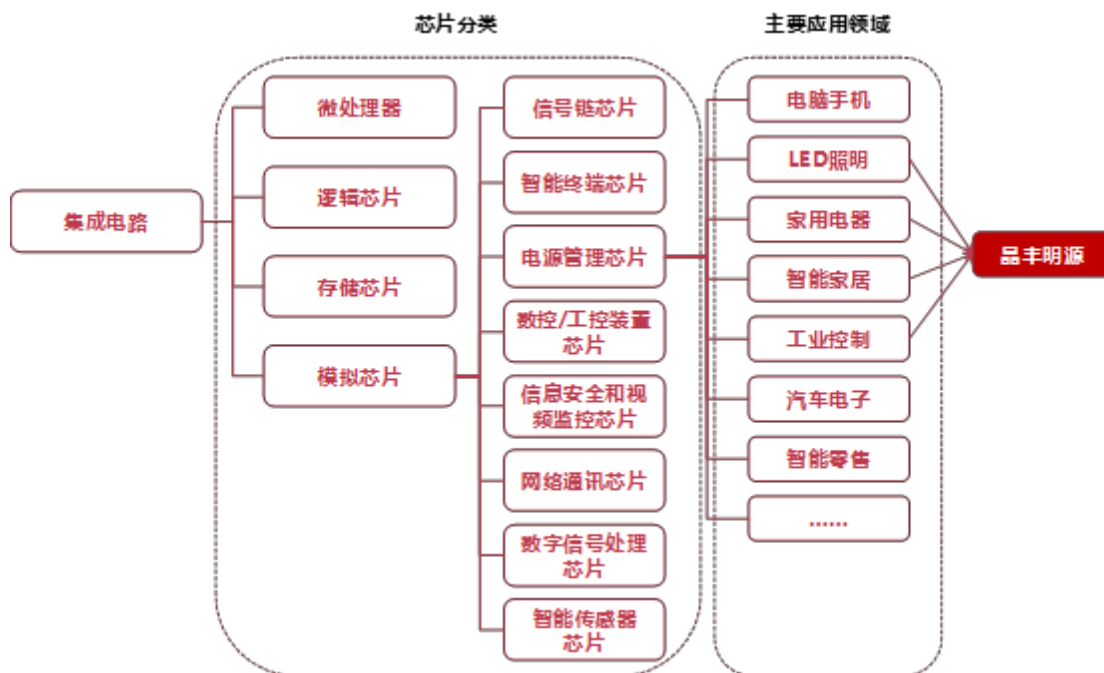 芯片分类
主要应用领域
集成电路
微处理器
逻辑芯片
存储芯片
模拟芯片
信号链芯片
智能终端芯片
电源管理芯片
数控/工控装置
芯片
信息安全和视
频监控芯片
网络通讯芯片
数字信号处理
芯片
智能传感器
芯片
电脑手机
LED照明
家用电器
智能家居
工业控制
汽车电子
智能零售
……
晶丰明源